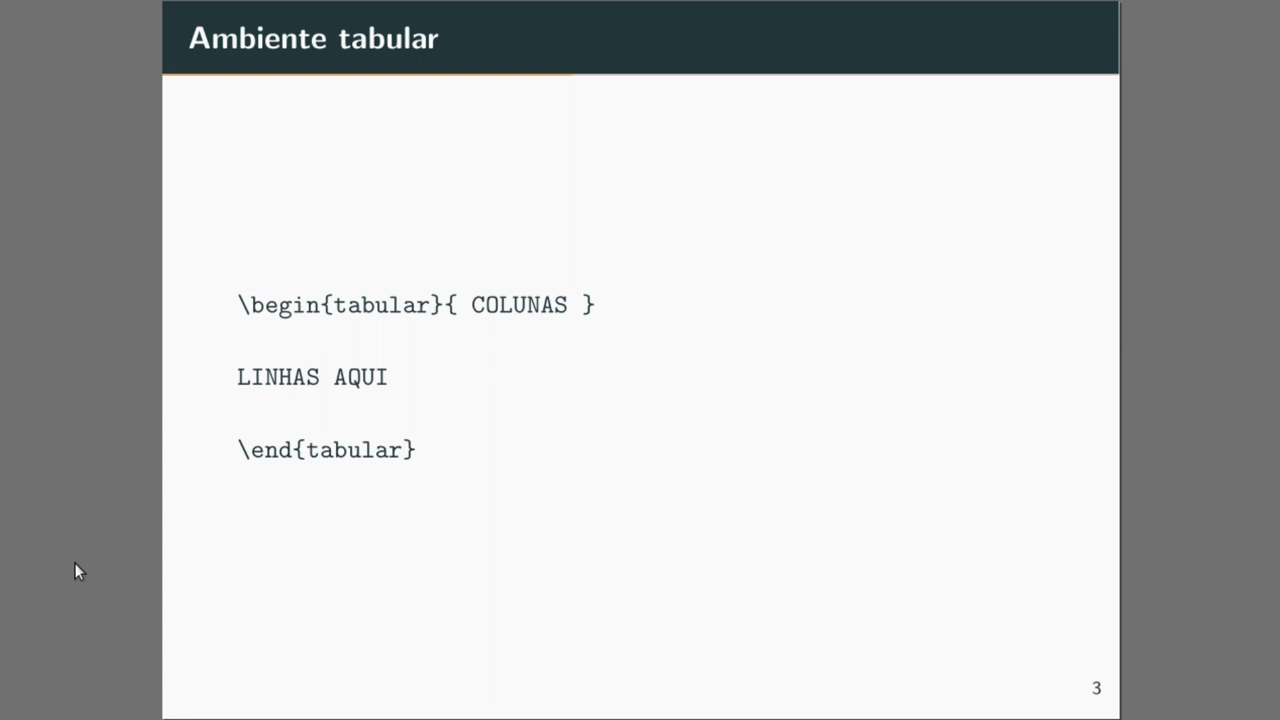 Ambiente tabular
\begin{tabular}{ COLUNAS }
LINHAS AQUI
\end{tabular}
3